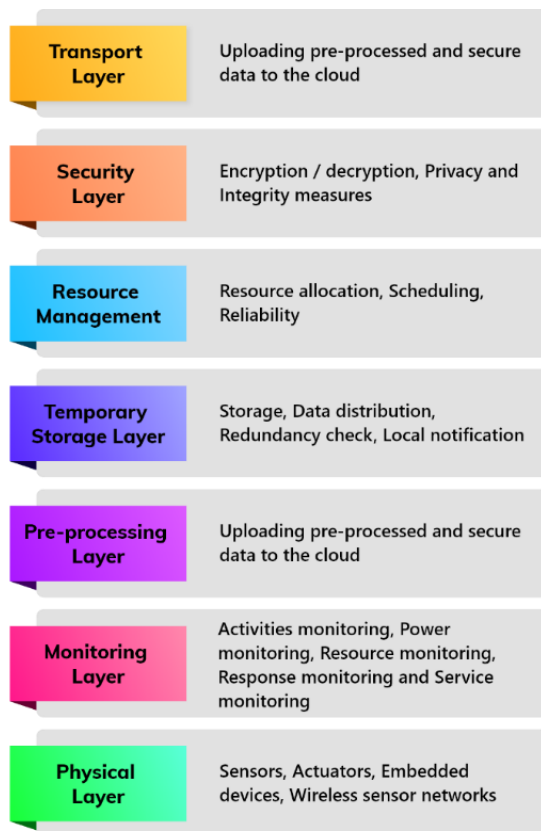 Transport
Layer
Uploading pre-processed and secure
data to the cloud
Security
Layer
Encryption / decryption, Privacy and
Integrity measures
Resource
Management
Resource allocation, Scheduling,
Reliability
Temporary
Storage Layer
Storage, Data distribution,
Redundancy check, Local notification
Pre-processing
Layer
Uploading pre-processed and secure
data to the cloud
Monitoring
Layer
Activities monitoring, Power
monitoring, Resource monitoring,
Response monitoring and Service
monitoring
Physical
Layer
Sensors, Actuators, Embedded
devices, Wireless sensor networks